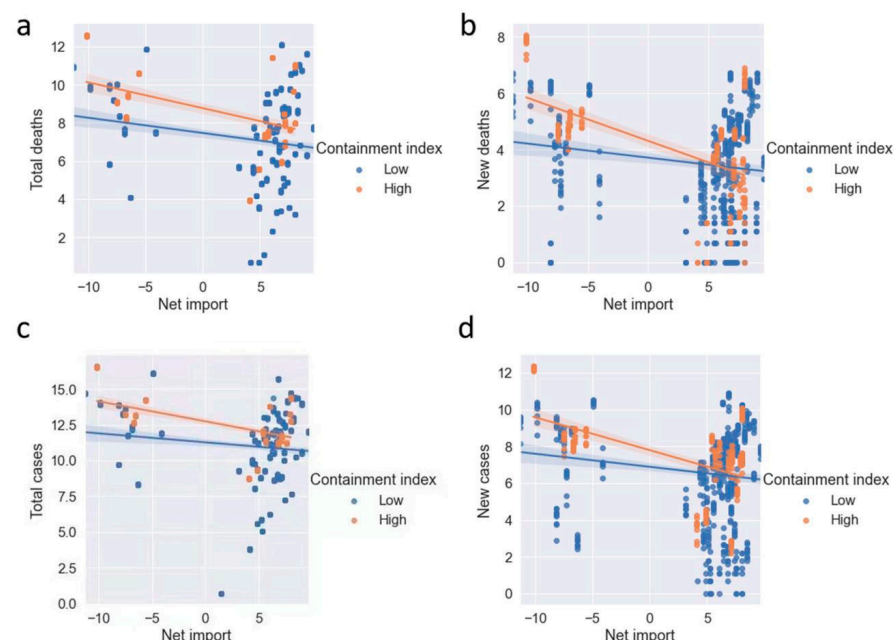 a
12
10
8
6
4
2
Total deaths
−10 −5 0 5
Net import
Containment index
Low
High
b
8
6
4
2
0
New deaths
−10 −5 0 5
Net import
Containment index
Low
High
c
15.0
12.5
10.0
7.5
5.0
2.5
0.0
Total cases
−10 −5 0 5
Net import
Containment index
Low
High
d
12
10
8
6
4
2
0
New cases
−10 −5 0 5
Net import
Containment index
Low
High